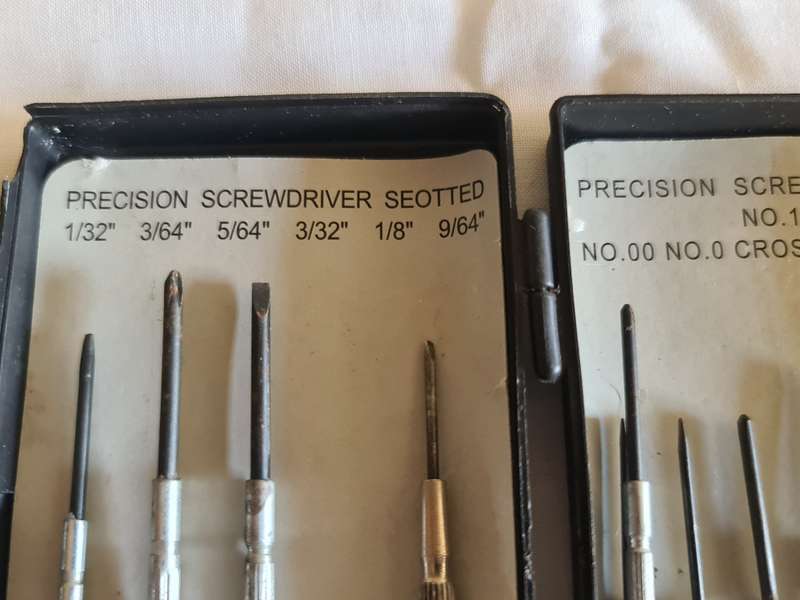 PRECISION SCREWDRIVER SEOTTED
1/32" 3/64" 5/64" 3/32" 1/8" 9/64"
PRECISION SCRE
NO.1
NO.00 NO.0 CROS